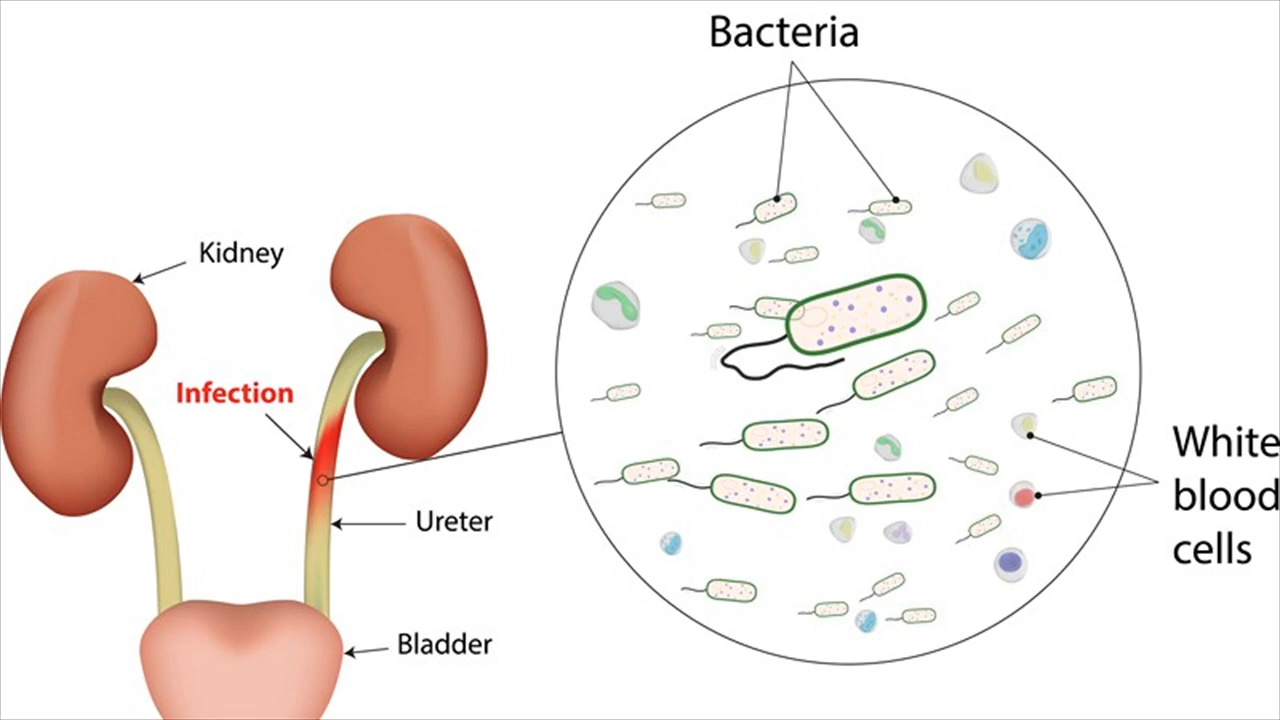 Bacteria
Kidney
Infection
Ureter
Bladder
White
blood
cells